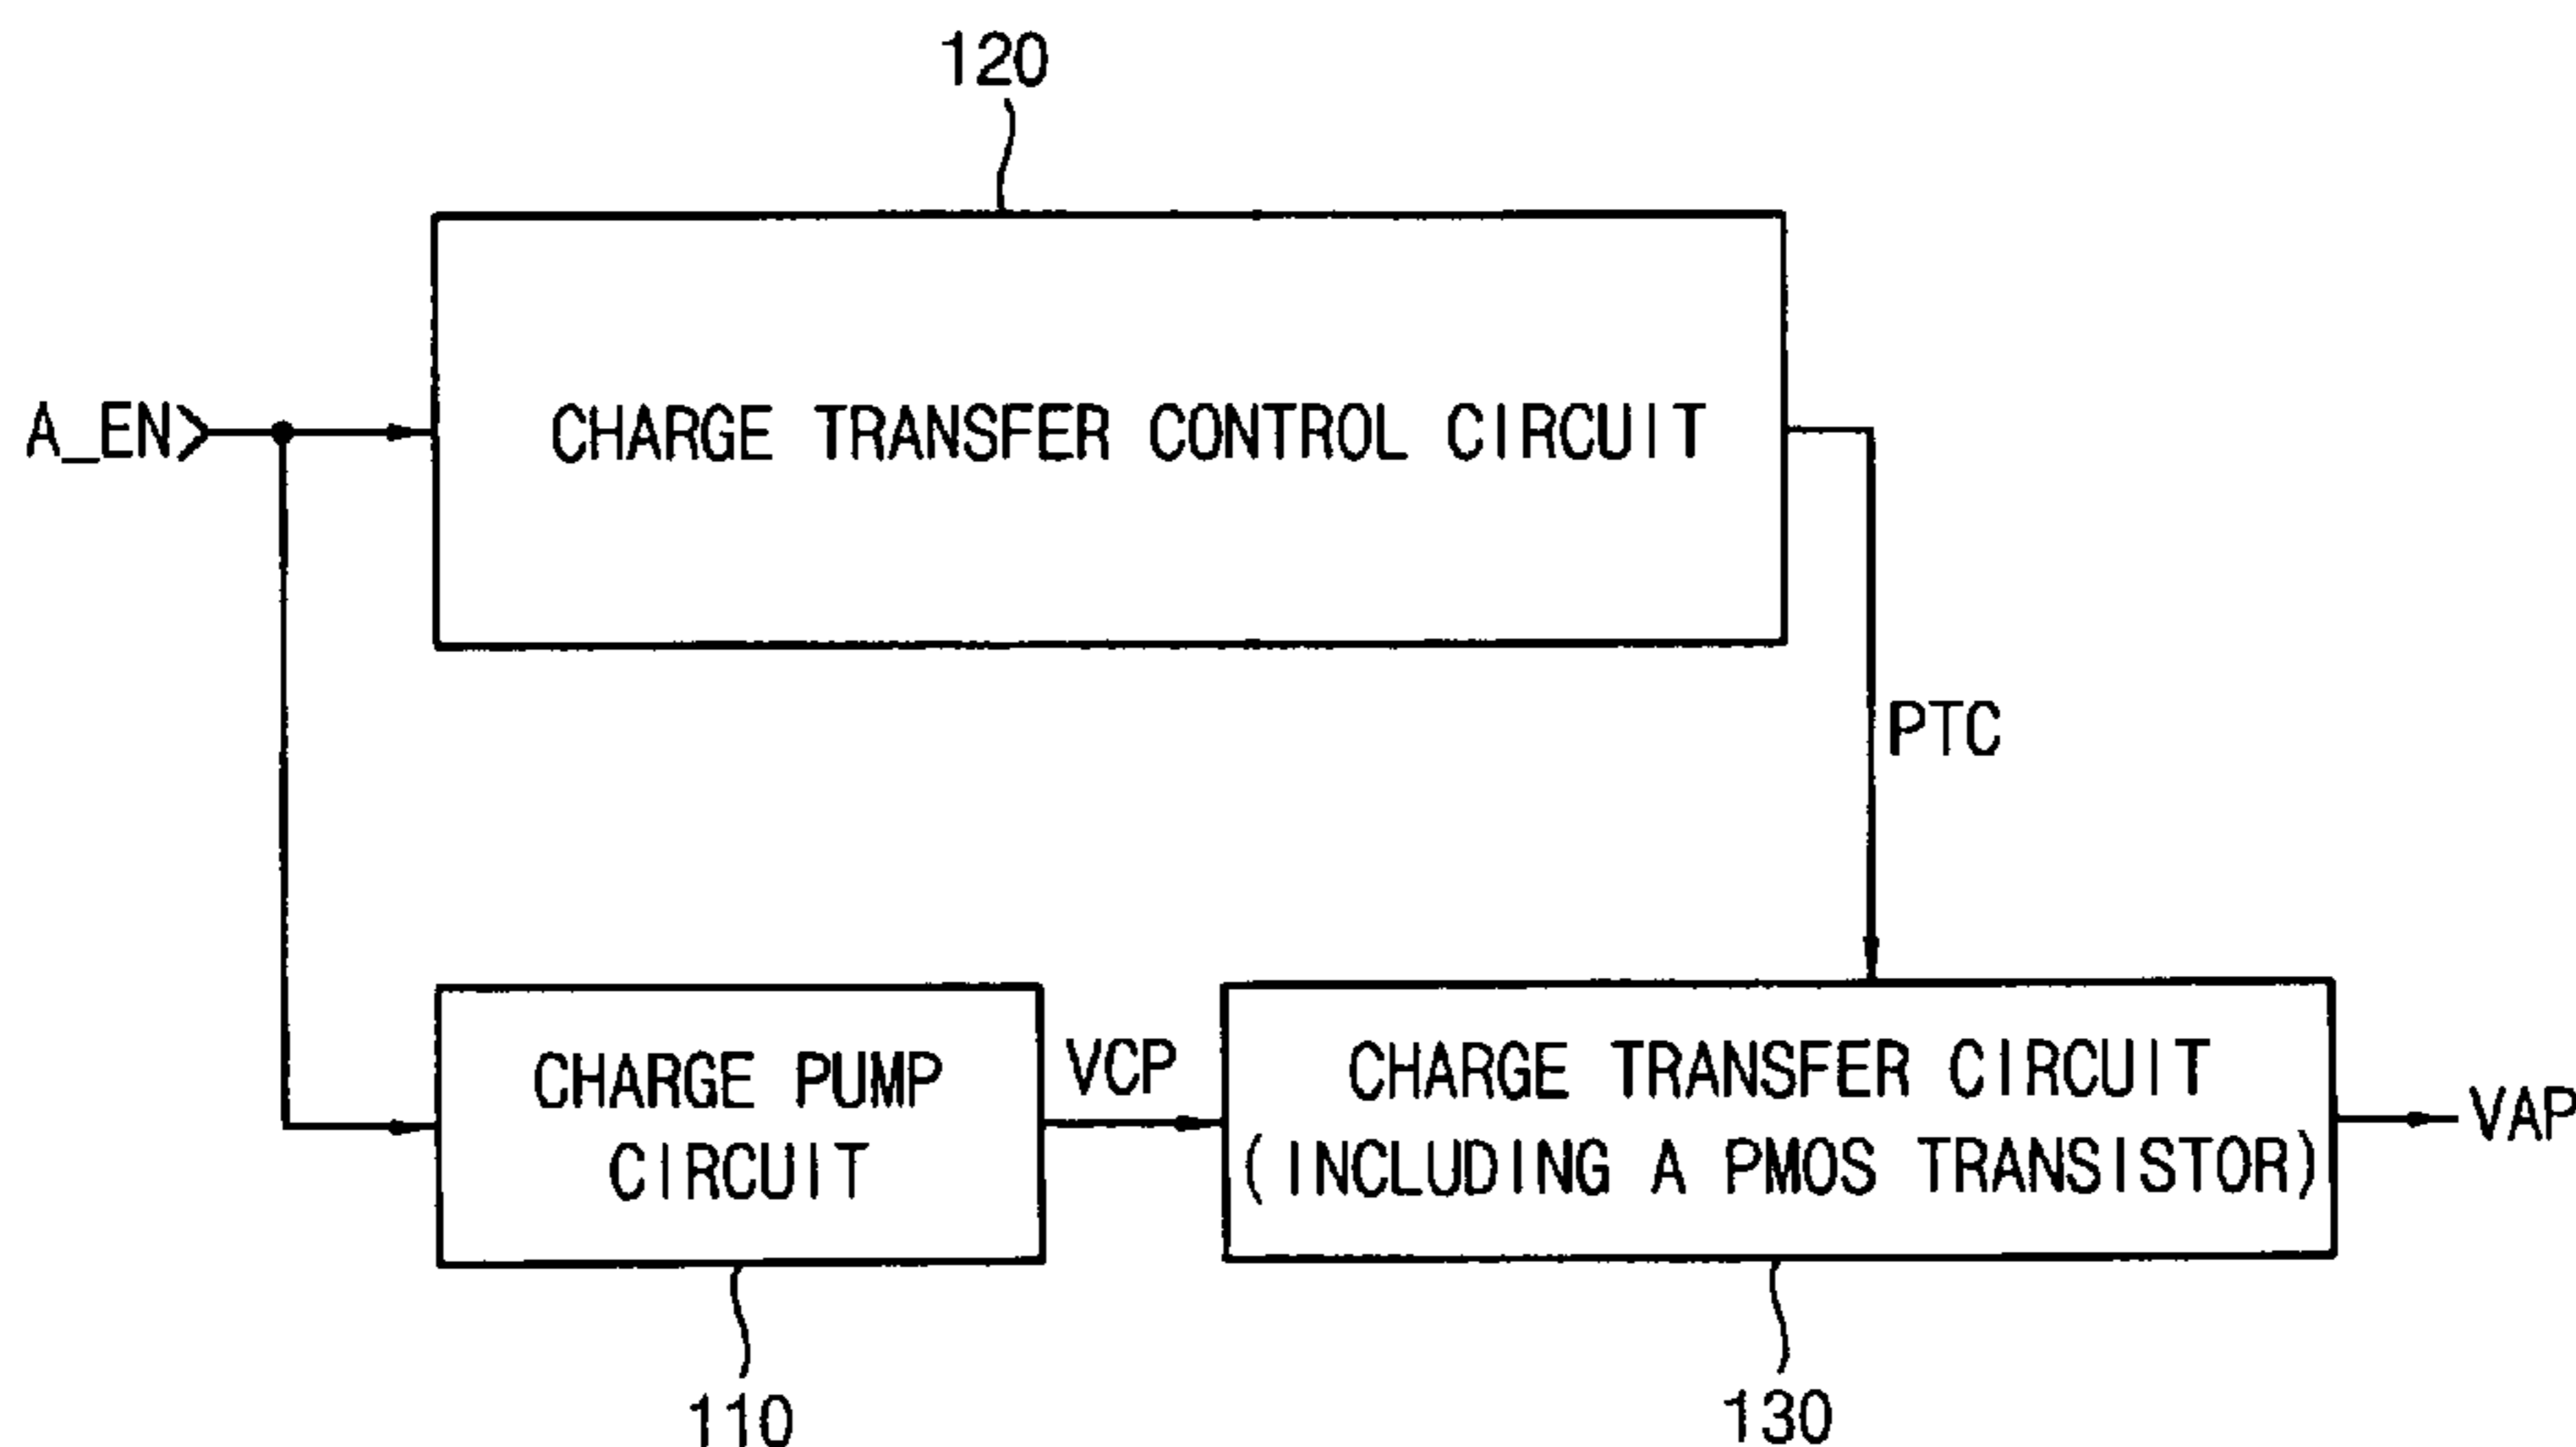 120
CHARGE TRANSFER CONTROL CIRCUIT
A_EN
PTC
CHARGE PUMP
CIRCUIT
VCP
CHARGE TRANSFER CIRCUIT
(INCLUDING A PMOS TRANSISTOR)
VAP
110
130